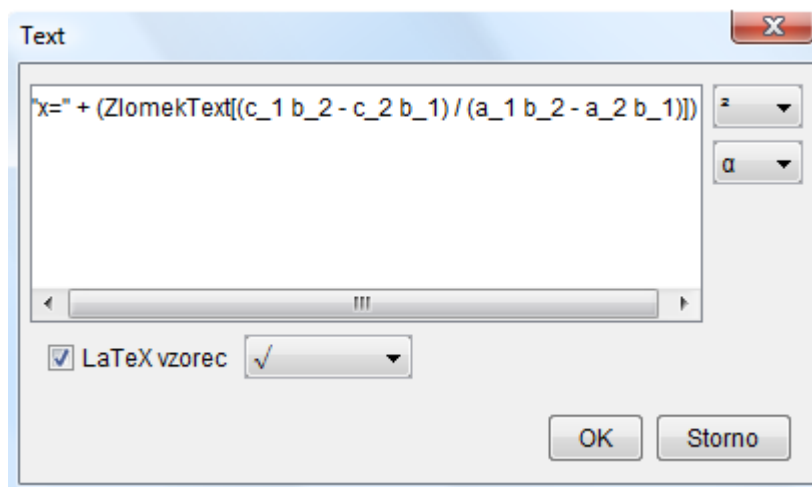 Text
"x=" + (ZlomekText[(c_1 b_2 - c_2 b_1) / (a_1 b_2 - a_2 b_1)])
²
α
LaTeX vzorec √
OK Storno